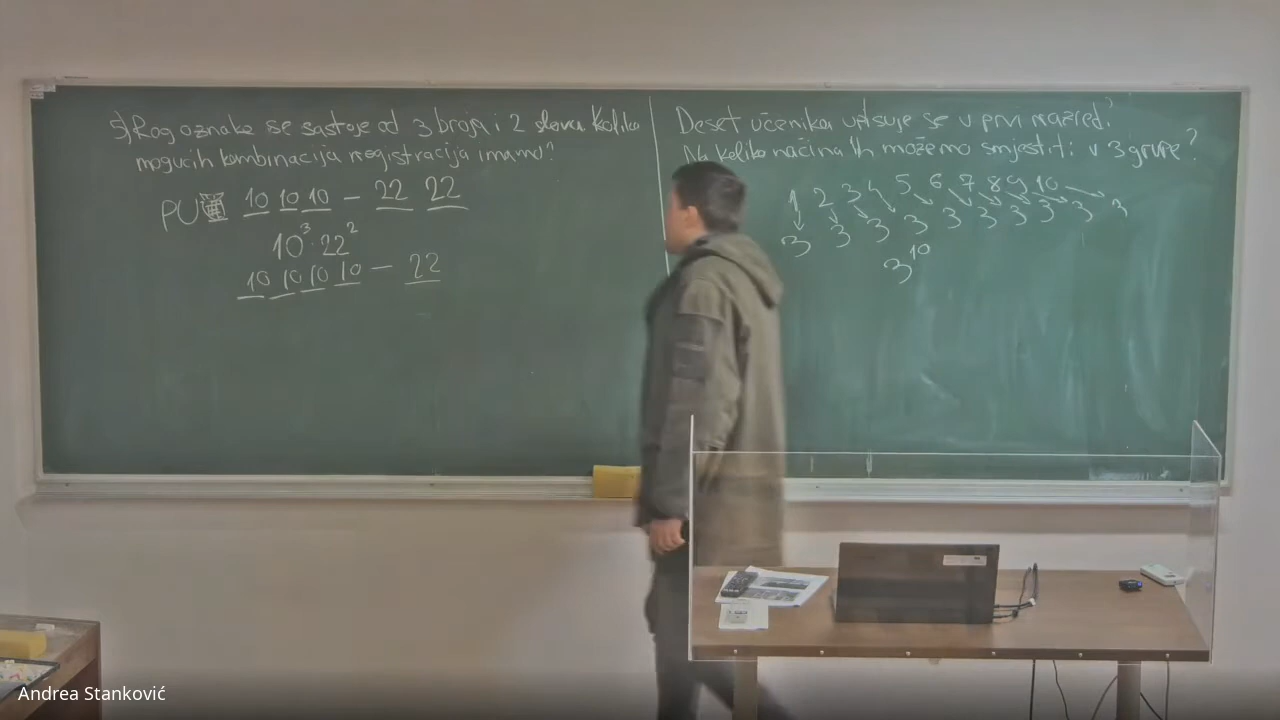 5) Reg oznake se sastoje od 3 broja i 2 slova Koliko
mogućih kombinacija registracija imamo?
PU 10 10 10 - 22 22
10³·22²
10 10 10 10 - 22
Deset učenika upisuje se u prvi razred?
Na koliko načina ih možemo smjestiti u 3 grupe?
1 2 3 4 5 6 7 8 9 10
3 3 3 3 3 3 3 3 3 3
3¹⁰
Andrea Stanković